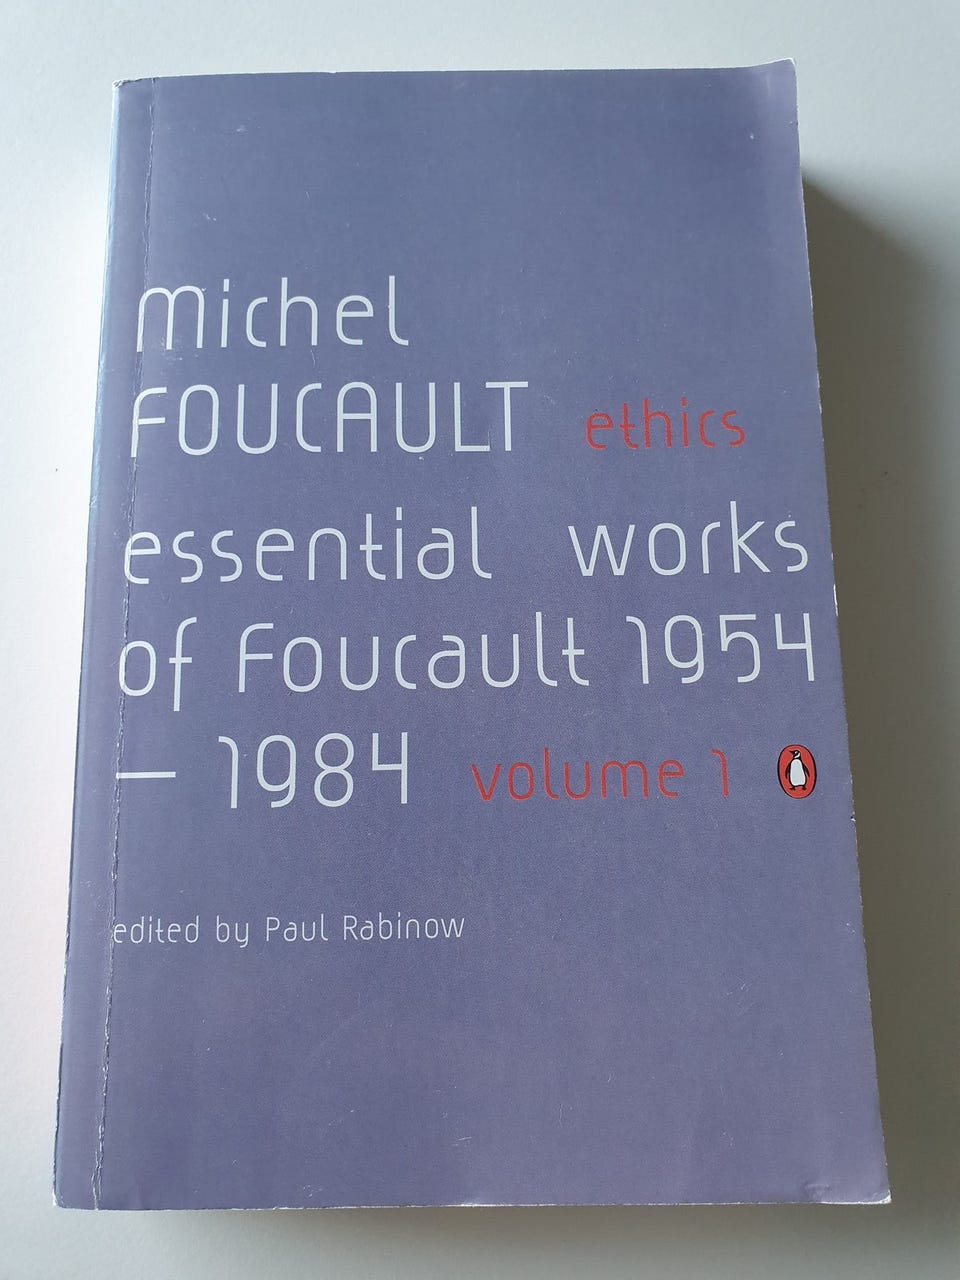 michel
FOUCAULT ethics
essential works
of Foucault 1954
– 1984 volume 1
edited by Paul Rabinow